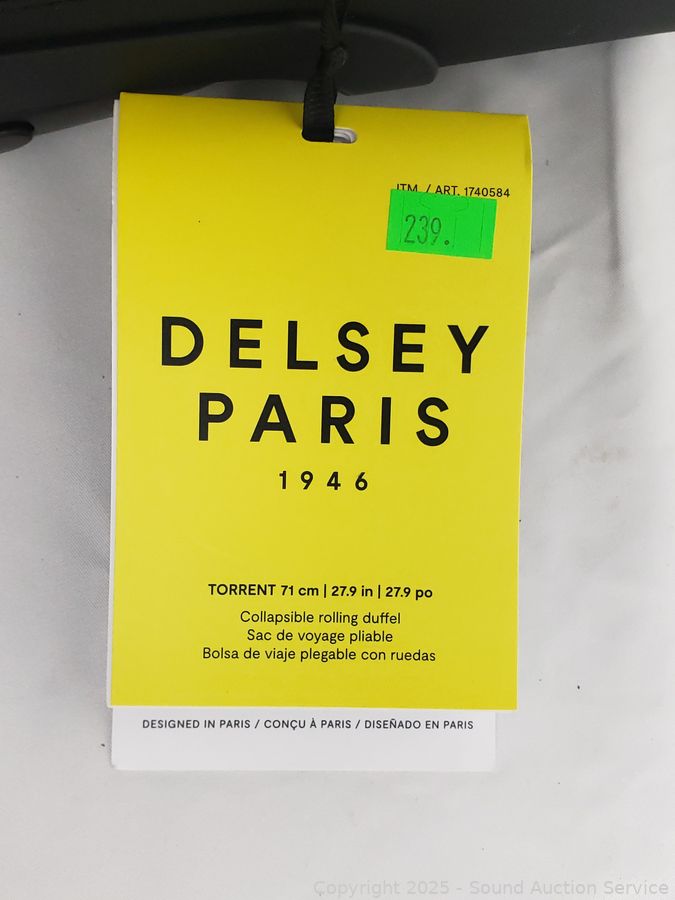 ITM. / ART. 1740584
239.
DELSEY
PARIS
1946
TORRENT 71 cm | 27.9 in | 27.9 po
Collapsible rolling duffel
Sac de voyage pliable
Bolsa de viaje plegable con ruedas
DESIGNED IN PARIS / CONÇU À PARIS / DISEÑADO EN PARIS
Copyright 2025 - Sound Auction Service